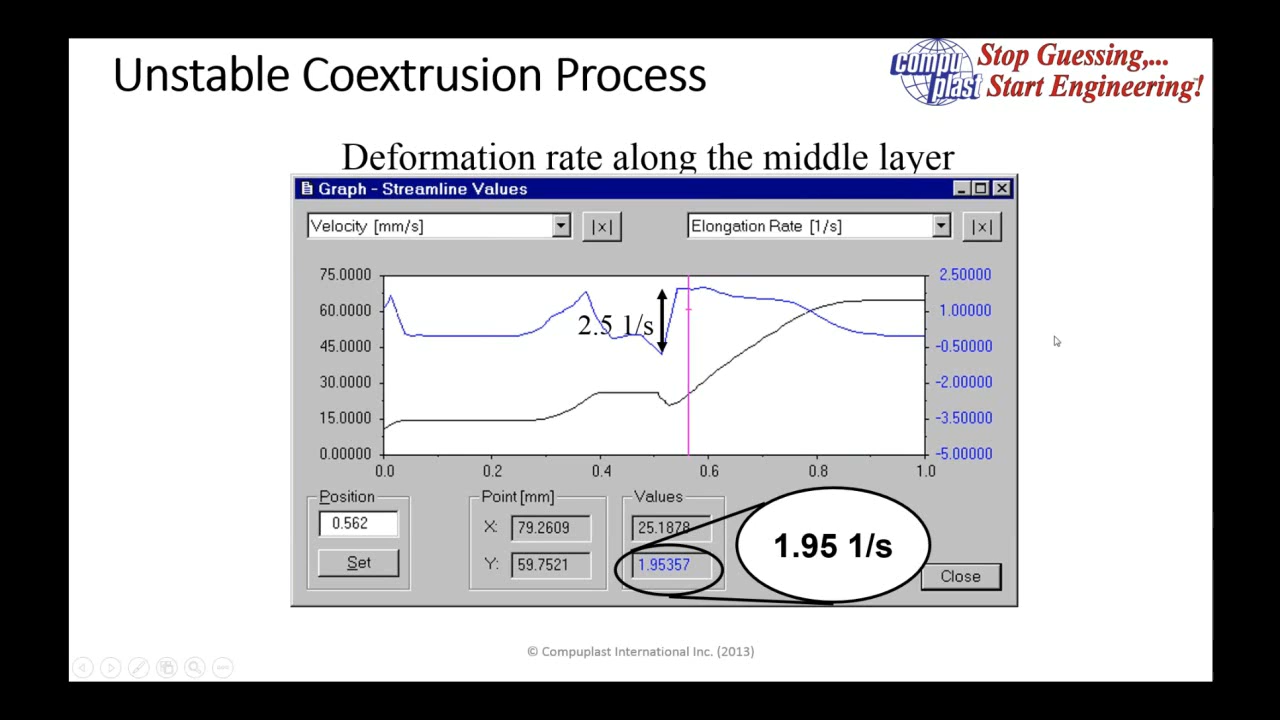 Unstable Coextrusion Process
compu
plast
Stop Guessing,...
Start Engineering!
Deformation rate along the middle layer
Graph - Streamline Values
Velocity [mm/s]
|x|
Elongation Rate [1/s]
|x|
75.0000
60.0000
45.0000
30.0000
15.0000
0.00000
2.50000
1.00000
-0.50000
-2.00000
-3.50000
-5.00000
2.5 1/s
0.0 0.2 0.4 0.6 0.8 1.0
Position
0.562
Set
Point [mm]
X: 79.2609
Y: 59.7521
Values
25.1878
1.95357
1.95 1/s
Close
© Compuplast International Inc. (2013)